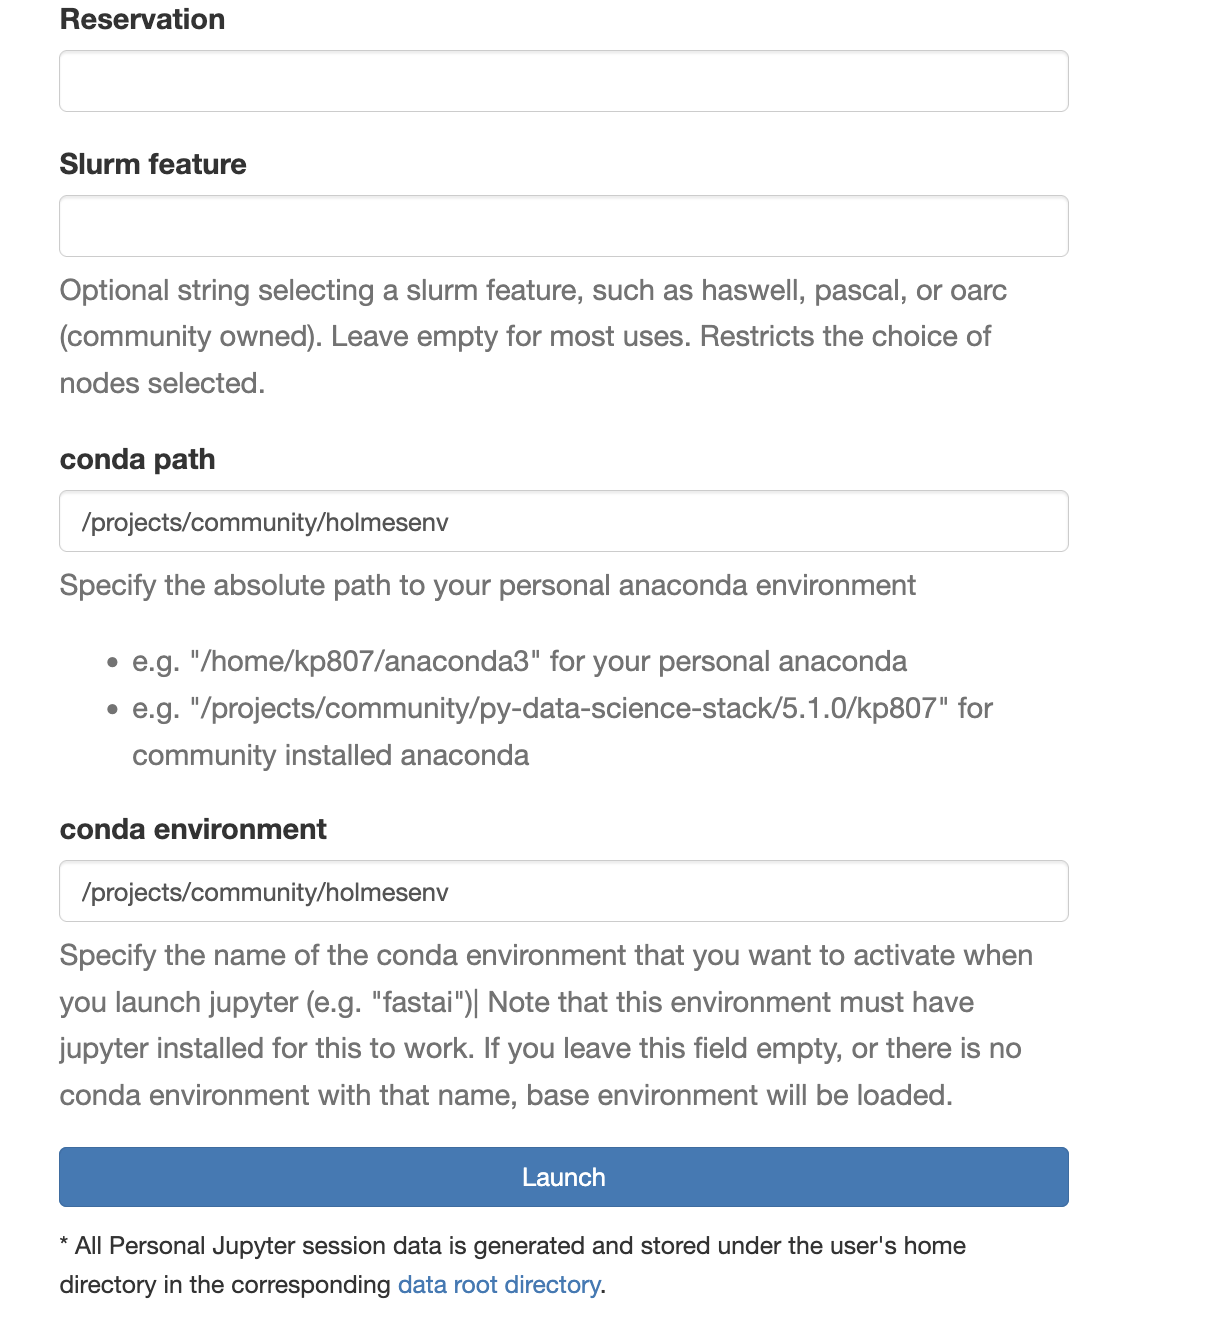 Reservation
Slurm feature
Optional string selecting a slurm feature, such as haswell, pascal, or oarc
(community owned). Leave empty for most uses. Restricts the choice of
nodes selected.
conda path
/projects/community/holmesenv
Specify the absolute path to your personal anaconda environment
• e.g. "/home/kp807/anaconda3" for your personal anaconda
• e.g. "/projects/community/py-data-science-stack/5.1.0/kp807" for
community installed anaconda
conda environment
/projects/community/holmesenv
Specify the name of the conda environment that you want to activate when
you launch jupyter (e.g. "fastai")| Note that this environment must have
jupyter installed for this to work. If you leave this field empty, or there is no
conda environment with that name, base environment will be loaded.
Launch
* All Personal Jupyter session data is generated and stored under the user's home
directory in the corresponding data root directory.